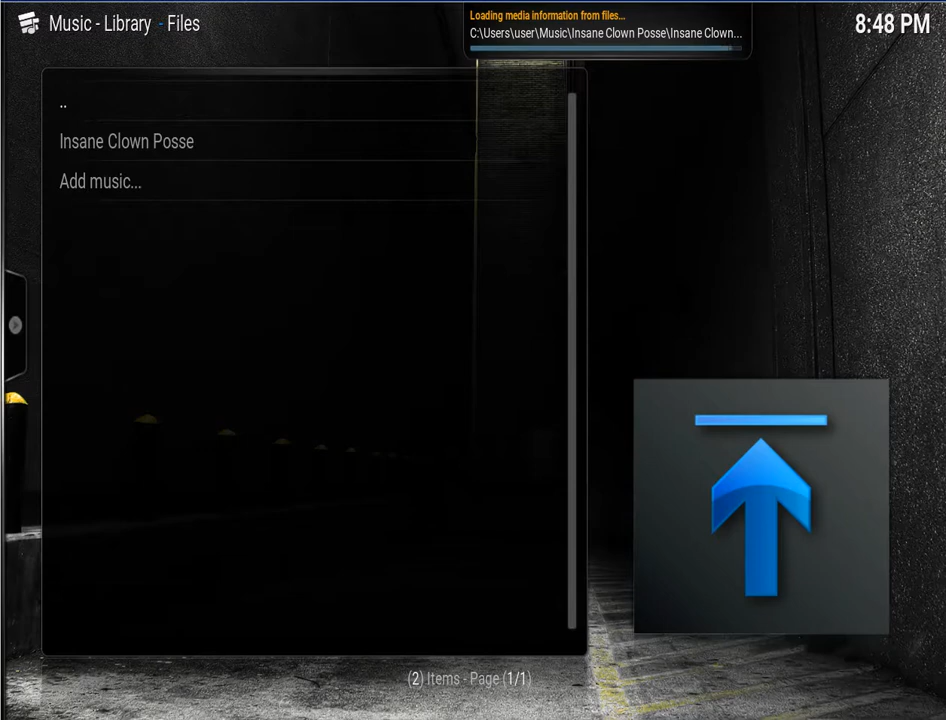 Music - Library - Files
Loading media information from files...
C:\Users\user\Music\Insane Clown Posse\Insane Clown...
8:48 PM
..
Insane Clown Posse
Add music...
(2) Items - Page (1/1)